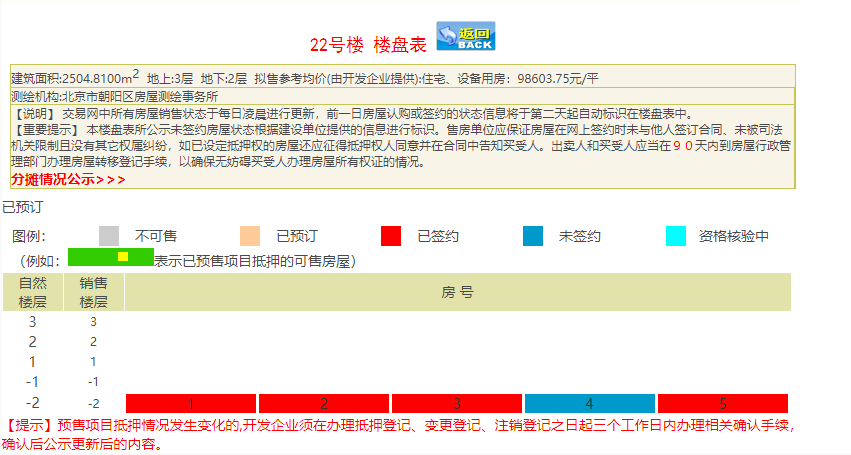 22号楼 楼盘表 返回 BACK
建筑面积:2504.8100m2 地上:3层 地下:2层 拟售参考均价(由开发企业提供):住宅、设备用房：98603.75元/平
测绘机构:北京市朝阳区房屋测绘事务所
【说明】 交易网中所有房屋销售状态于每日凌晨进行更新，前一日房屋认购或签约的状态信息将于第二天起自动标识在楼盘表中。
【重要提示】 本楼盘表所公示未签约房屋状态根据建设单位提供的信息进行标识。售房单位应保证房屋在网上签约时未与他人签订合同、未被司法
机关限制且没有其它权属纠纷，如已设定抵押权的房屋还应征得抵押权人同意并在合同中告知买受人。出卖人和买受人应当在９０天内到房屋行政管
理部门办理房屋转移登记手续，以确保无妨碍买受人办理房屋所有权证的情况。
分摊情况公示>>>
已预订
图例： 不可售 已预订 已签约 未签约 资格核验中
（例如： 表示已预售项目抵押的可售房屋）
自然 销售
楼层 楼层 房 号
3 3
2 2
1 1
-1 -1
-2 -2 1 2 3 4 5
【提示】预售项目抵押情况发生变化的,开发企业须在办理抵押登记、变更登记、注销登记之日起三个工作日内办理相关确认手续，
确认后公示更新后的内容。